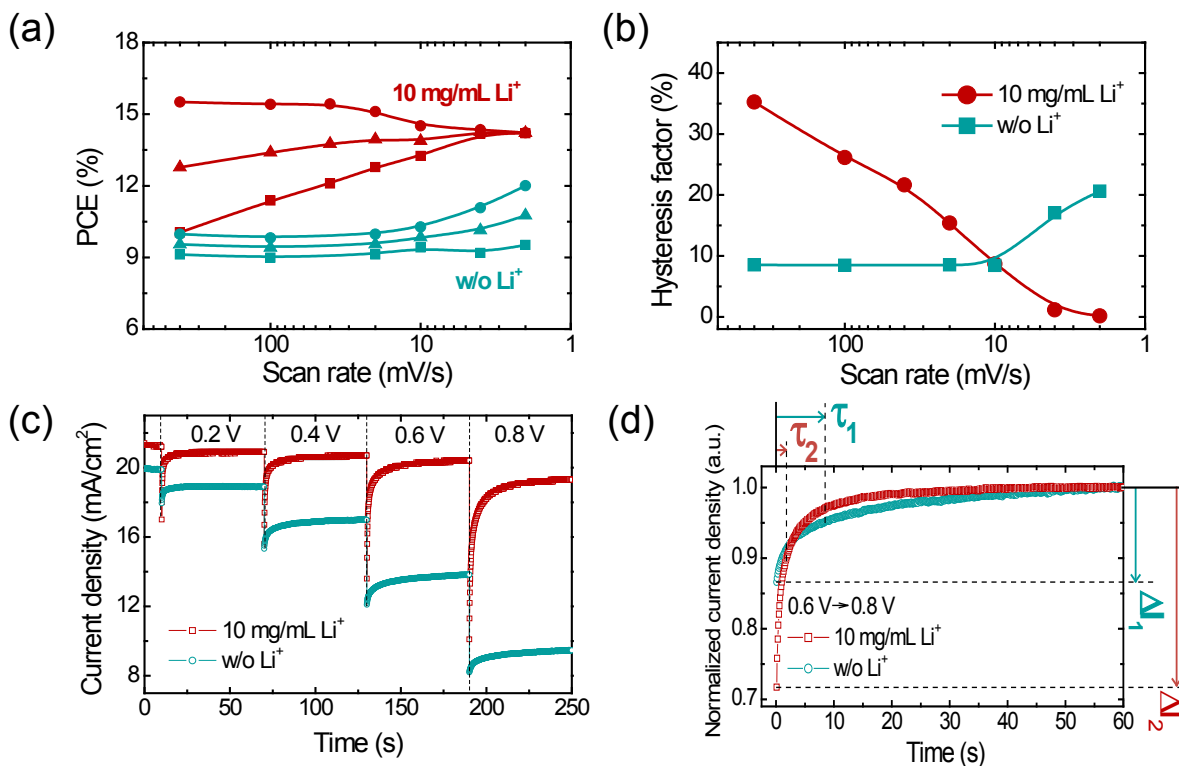 (a)
18
15
12
9
6
PCE (%)
10 mg/mL Li⁺
w/o Li⁺
100
10
1
Scan rate (mV/s)
(b)
40
30
20
10
0
Hysteresis factor (%)
10 mg/mL Li⁺
w/o Li⁺
100
10
1
Scan rate (mV/s)
(c)
0.2 V
0.4 V
0.6 V
0.8 V
20
16
12
8
Current density (mA/cm²)
10 mg/mL Li⁺
w/o Li⁺
0
50
100
150
200
250
Time (s)
(d)
τ₁
τ₂
1.0
0.9
0.8
0.7
Normalized current density (a.u.)
0.6 V→0.8 V
10 mg/mL Li⁺
w/o Li⁺
ΔI₁
ΔI₂
0
10
20
30
40
50
60
Time (s)